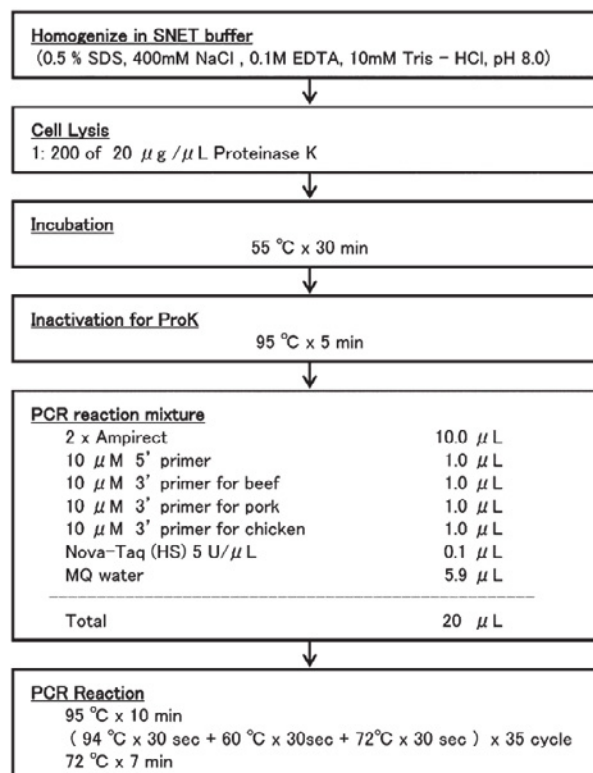 Homogenize in SNET buffer
(0.5 % SDS, 400mM NaCl , 0.1M EDTA, 10mM Tris − HCl, pH 8.0)
Cell Lysis
1: 200 of 20 μg /μL Proteinase K
Incubation
55 ℃ x 30 min
Inactivation for ProK
95 ℃ x 5 min
PCR reaction mixture
2 x Ampirect 10.0 μL
10 μM 5' primer 1.0 μL
10 μM 3' primer for beef 1.0 μL
10 μM 3' primer for pork 1.0 μL
10 μM 3' primer for chicken 1.0 μL
Nova-Taq (HS) 5 U/μL 0.1 μL
MQ water 5.9 μL
Total 20 μL
PCR Reaction
95 ℃ x 10 min
( 94 ℃ x 30 sec + 60 ℃ x 30sec + 72℃ x 30 sec ) x 35 cycle
72 ℃ x 7 min